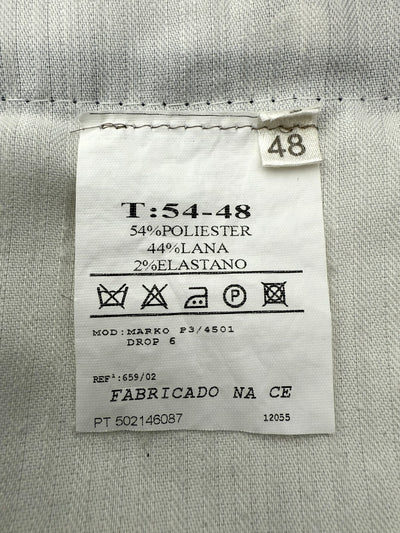 48
T:54-48
54%POLIESTER
44%LANA
2%ELASTANO
P
MOD:MARKO P3/4501
DROP 6
REFª:659/02
FABRICADO NA CE
PT 502146087 12055